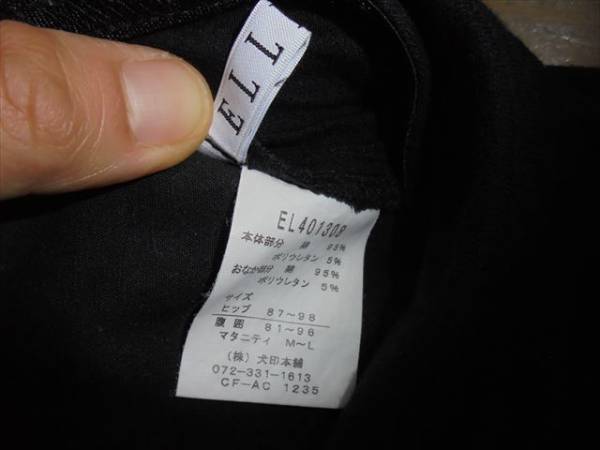 ELL
EL401309
本体部分 綿 95%
ポリウレタン 5%
おなか部分 綿 95%
ポリウレタン 5%
サイズ
ヒップ 87～98
腹囲 81～96
マタニティ M～L
(株) 犬印本舗
072-331-1613
CF-AC 1235